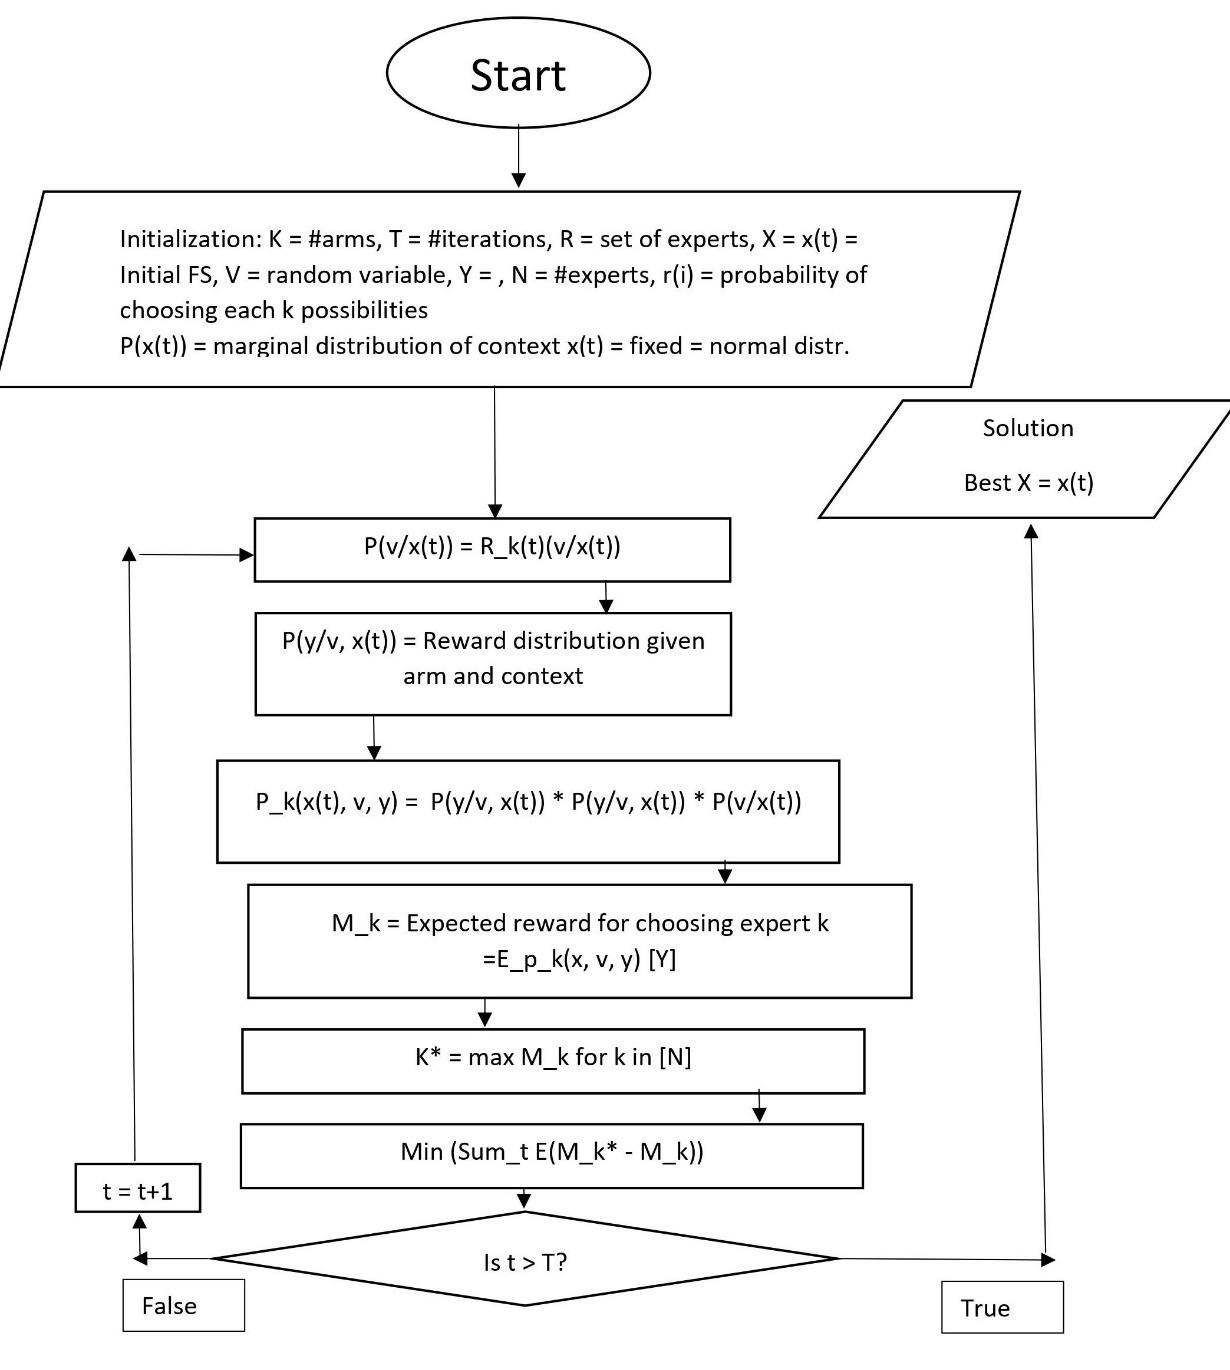 Start
Initialization: K = #arms, T = #iterations, R = set of experts, X = x(t) =
Initial FS, V = random variable, Y = , N = #experts, r(i) = probability of
choosing each k possibilities
P(x(t)) = marginal distribution of context x(t) = fixed = normal distr.
Solution
Best X = x(t)
P(v/x(t)) = R_k(t)(v/x(t))
P(y/v, x(t)) = Reward distribution given
arm and context
P_k(x(t), v, y) = P(y/v, x(t)) * P(y/v, x(t)) * P(v/x(t))
M_k = Expected reward for choosing expert k
=E_p_k(x, v, y) [Y]
K* = max M_k for k in [N]
Min (Sum_t E(M_k* - M_k))
t = t+1
Is t > T?
False
True